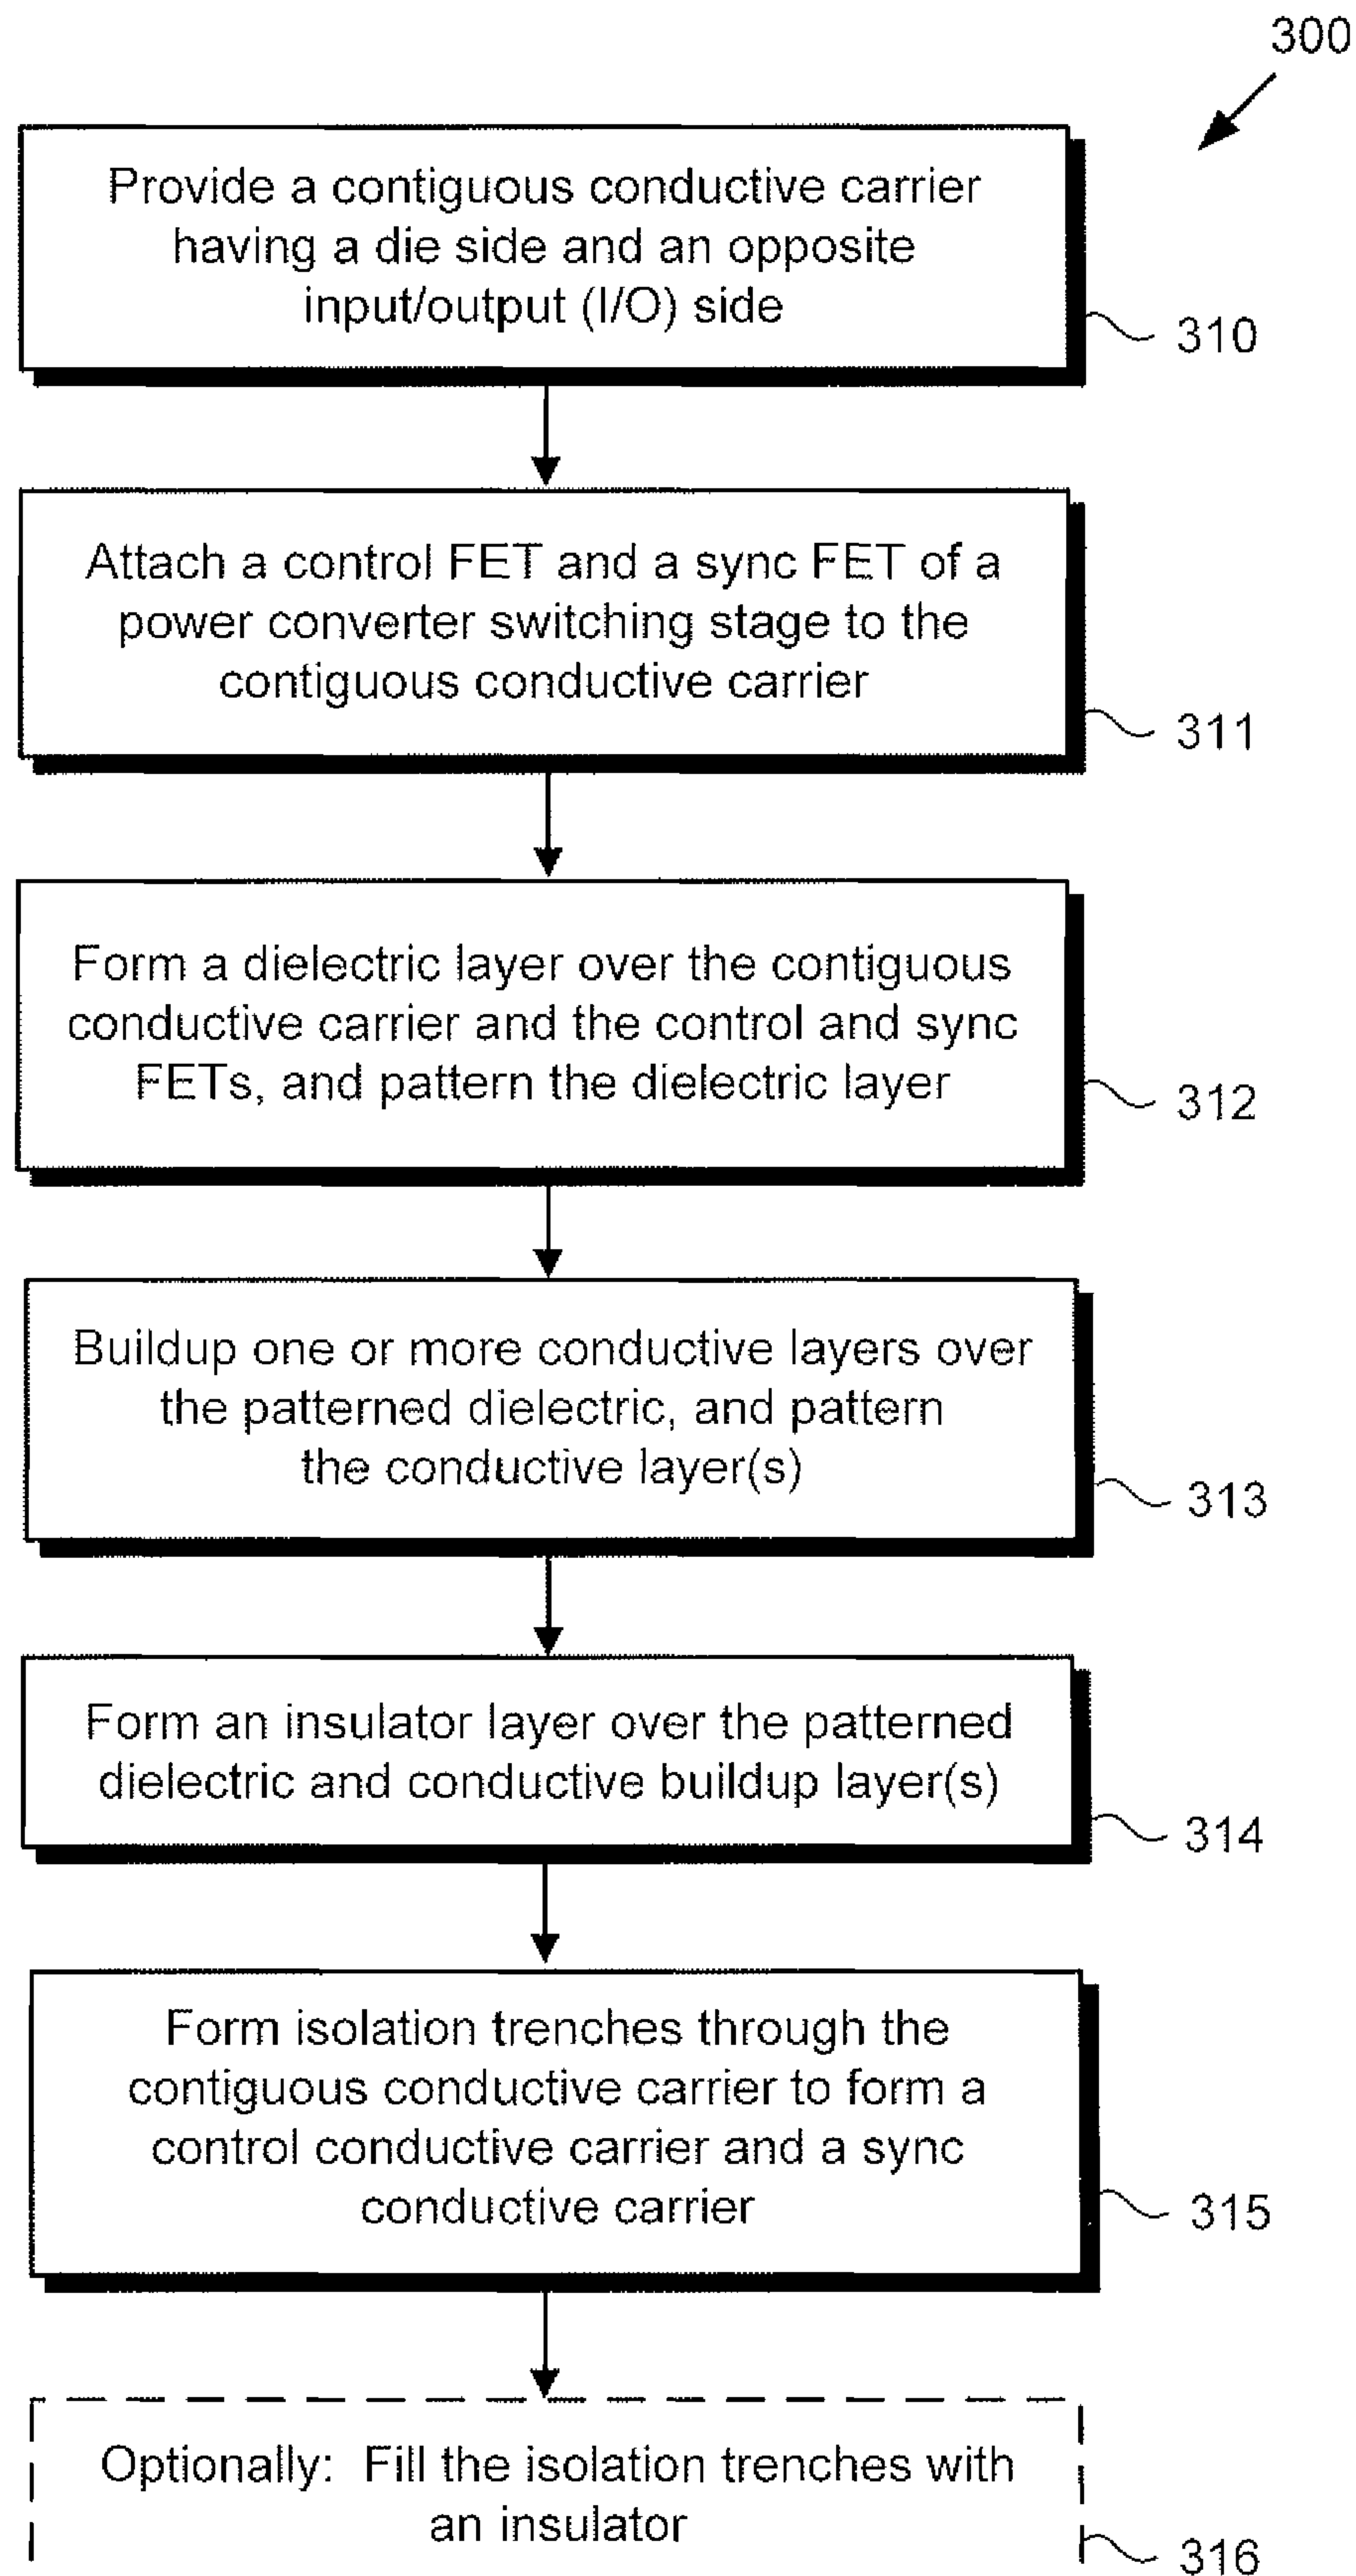 300
Provide a contiguous conductive carrier
having a die side and an opposite
input/output (I/O) side
310
Attach a control FET and a sync FET of a
power converter switching stage to the
contiguous conductive carrier
311
Form a dielectric layer over the contiguous
conductive carrier and the control and sync
FETs, and pattern the dielectric layer
312
Buildup one or more conductive layers over
the patterned dielectric, and pattern
the conductive layer(s)
313
Form an insulator layer over the patterned
dielectric and conductive buildup layer(s)
314
Form isolation trenches through the
contiguous conductive carrier to form a
control conductive carrier and a sync
conductive carrier
315
Optionally: Fill the isolation trenches with
an insulator
316